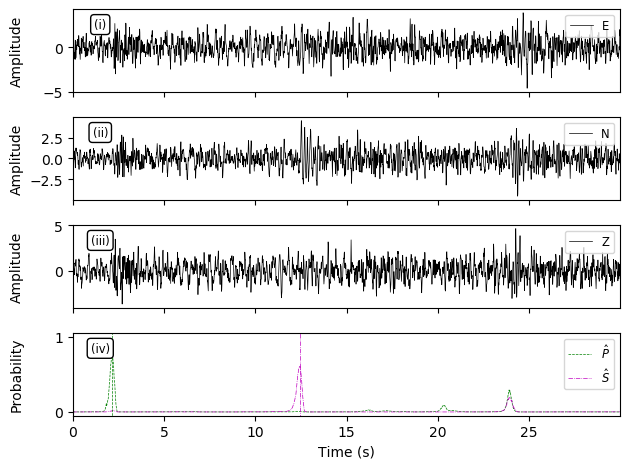 (i)
E
Amplitude
0
−5
(ii)
N
Amplitude
2.5
0.0
−2.5
(iii)
Z
Amplitude
5
0
(iv)
P̂
Ŝ
Probability
1
0
0 5 10 15 20 25
Time (s)